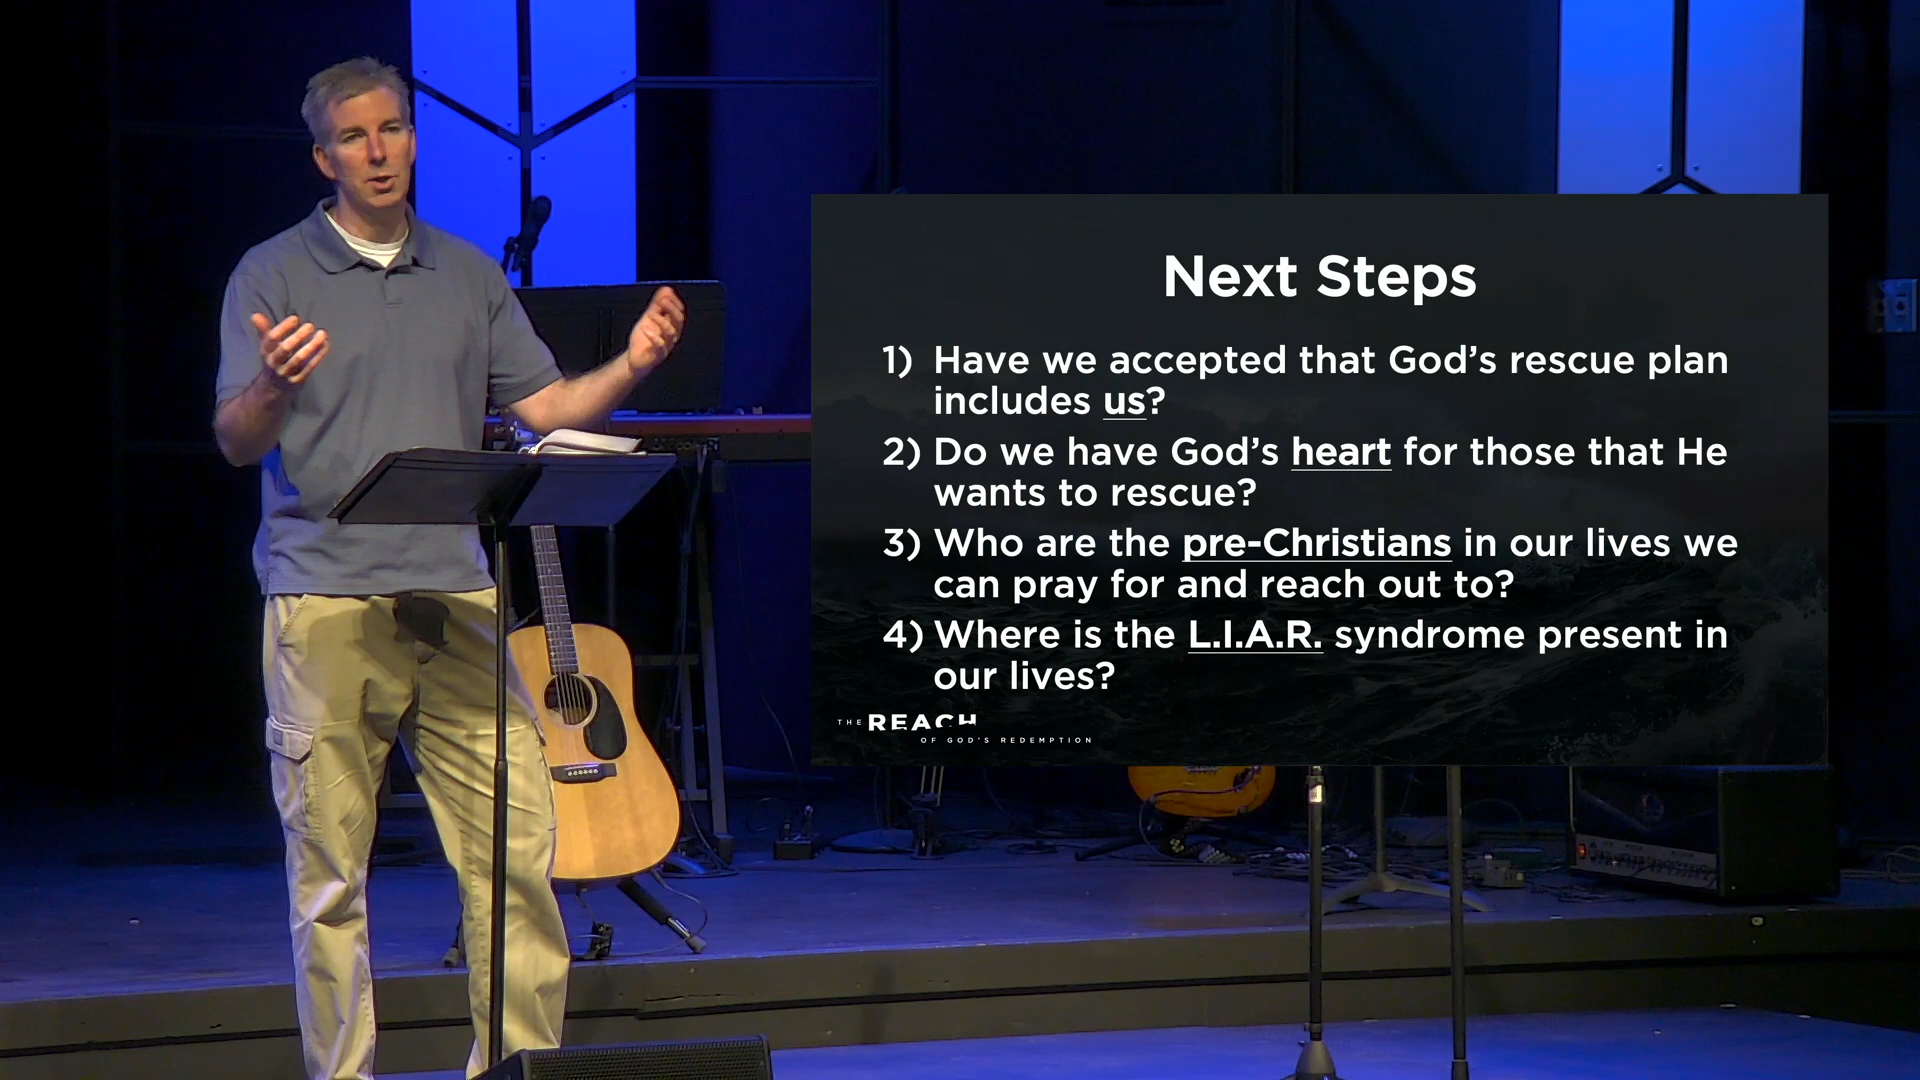 Next Steps
1) Have we accepted that God's rescue plan
includes us?
2) Do we have God's heart for those that He
wants to rescue?
3) Who are the pre-Christians in our lives we
can pray for and reach out to?
4) Where is the L.I.A.R. syndrome present in
our lives?
THE REACH
OF GOD'S REDEMPTION